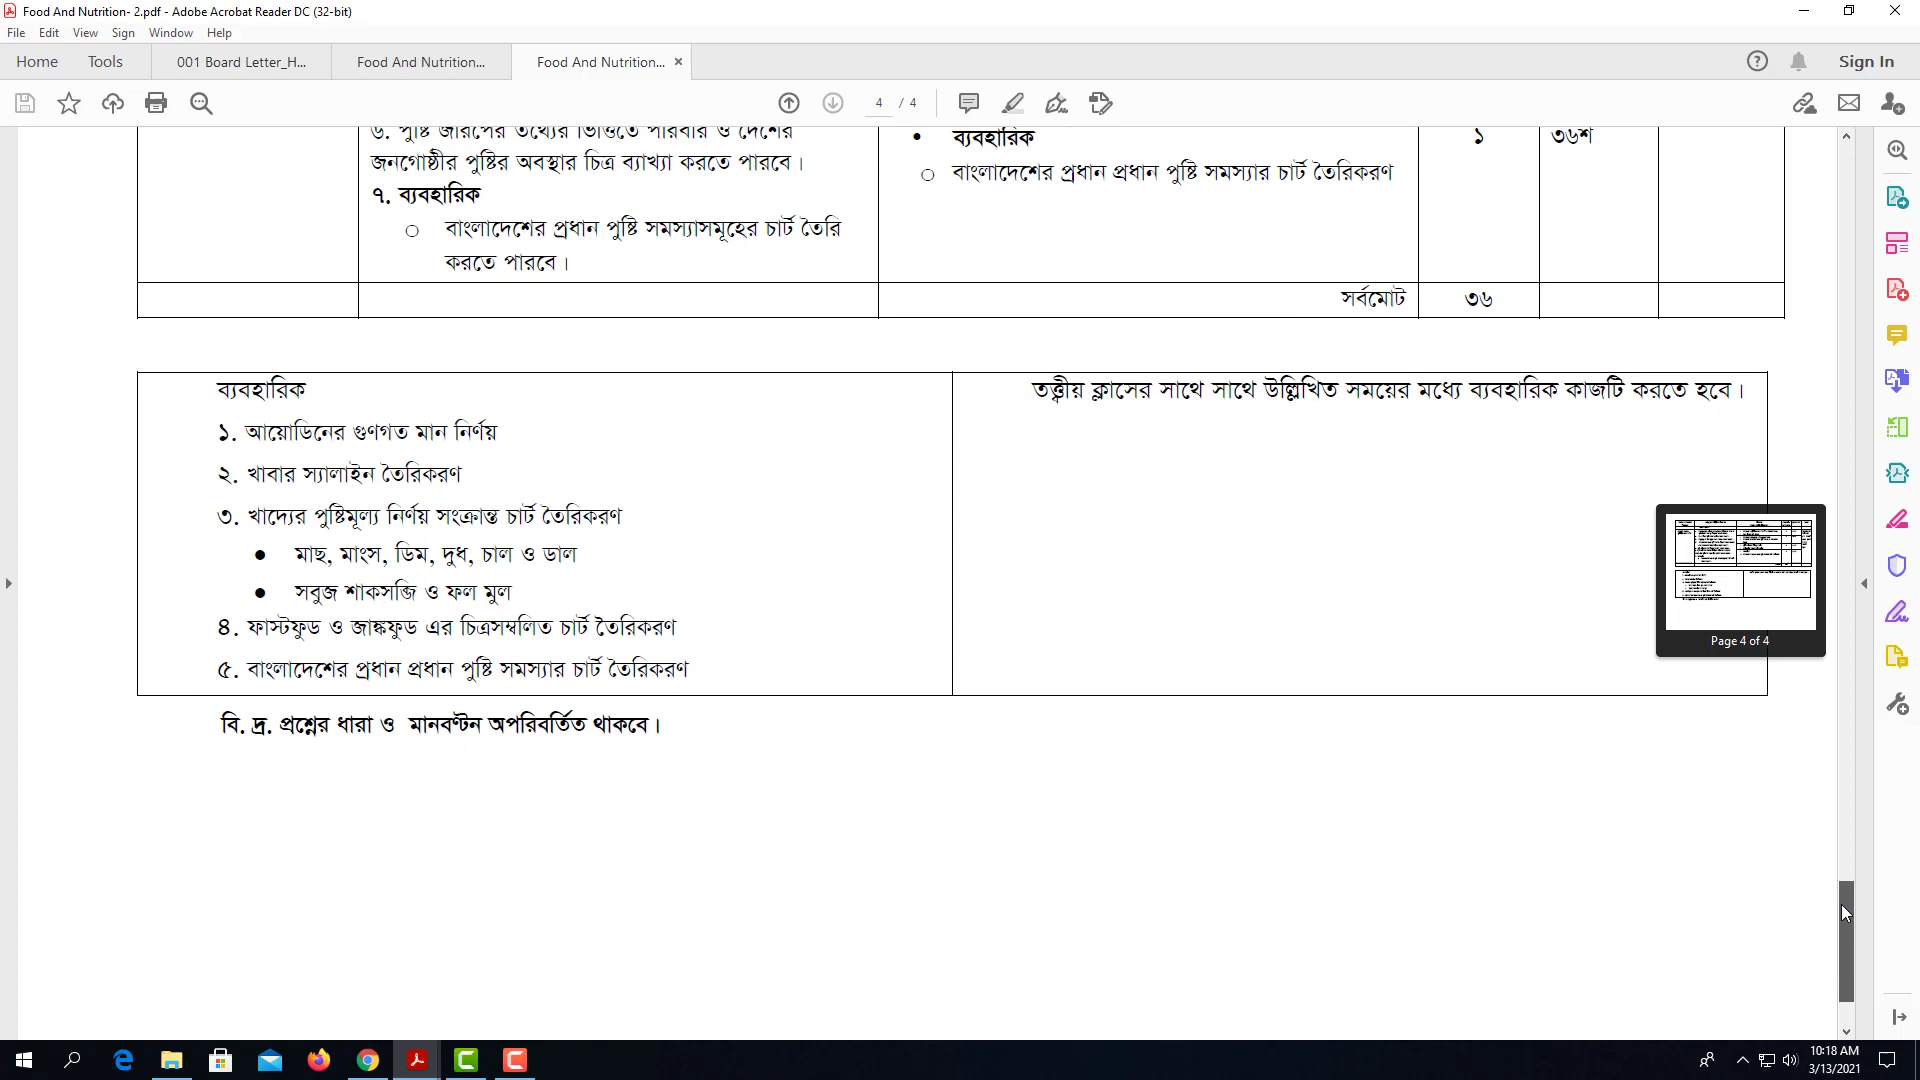 Food And Nutrition- 2.pdf - Adobe Acrobat Reader DC (32-bit)
File Edit View Sign Window Help
Home Tools 001 Board Letter_H... Food And Nutrition... Food And Nutrition... Sign In
4 / 4
৬. পুষ্টি জরিপের তথ্যের ভিত্তিতে পরিবার ও দেশের
জনগোষ্ঠীর পুষ্টির অবস্থার চিত্র ব্যাখ্যা করতে পারবে।
৭. ব্যবহারিক
বাংলাদেশের প্রধান পুষ্টি সমস্যাসমূহের চার্ট তৈরি
করতে পারবে।
• ব্যবহারিক
বাংলাদেশের প্রধান প্রধান পুষ্টি সমস্যার চার্ট তৈরিকরণ
১ ৩৬শ
সর্বমোট ৩৬
ব্যবহারিক
১. আয়োডিনের গুণগত মান নির্ণয়
২. খাবার স্যালাইন তৈরিকরণ
৩. খাদ্যের পুষ্টিমূল্য নির্ণয় সংক্রান্ত চার্ট তৈরিকরণ
• মাছ, মাংস, ডিম, দুধ, চাল ও ডাল
• সবুজ শাকসব্জি ও ফল মুল
৪. ফাস্টফুড ও জাঙ্কফুড এর চিত্রসম্বলিত চার্ট তৈরিকরণ
৫. বাংলাদেশের প্রধান প্রধান পুষ্টি সমস্যার চার্ট তৈরিকরণ
তত্ত্বীয় ক্লাসের সাথে সাথে উল্লিখিত সময়ের মধ্যে ব্যবহারিক কাজটি করতে হবে।
বি. দ্র. প্রশ্নের ধারা ও মানবণ্টন অপরিবর্তিত থাকবে।
Page 4 of 4
10:18 AM
3/13/2021